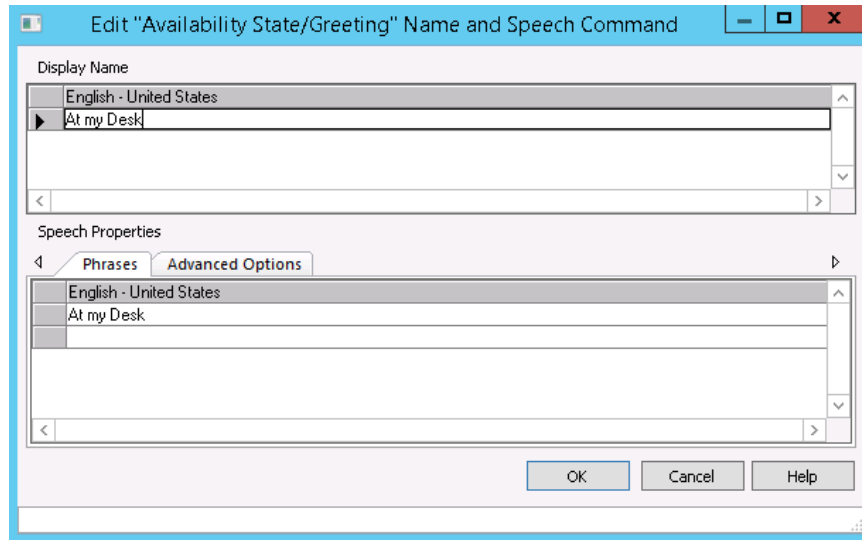 Edit "Availability State/Greeting" Name and Speech Command
Display Name
English - United States
At my Desk
Speech Properties
Phrases Advanced Options
English - United States
At my Desk
OK Cancel Help